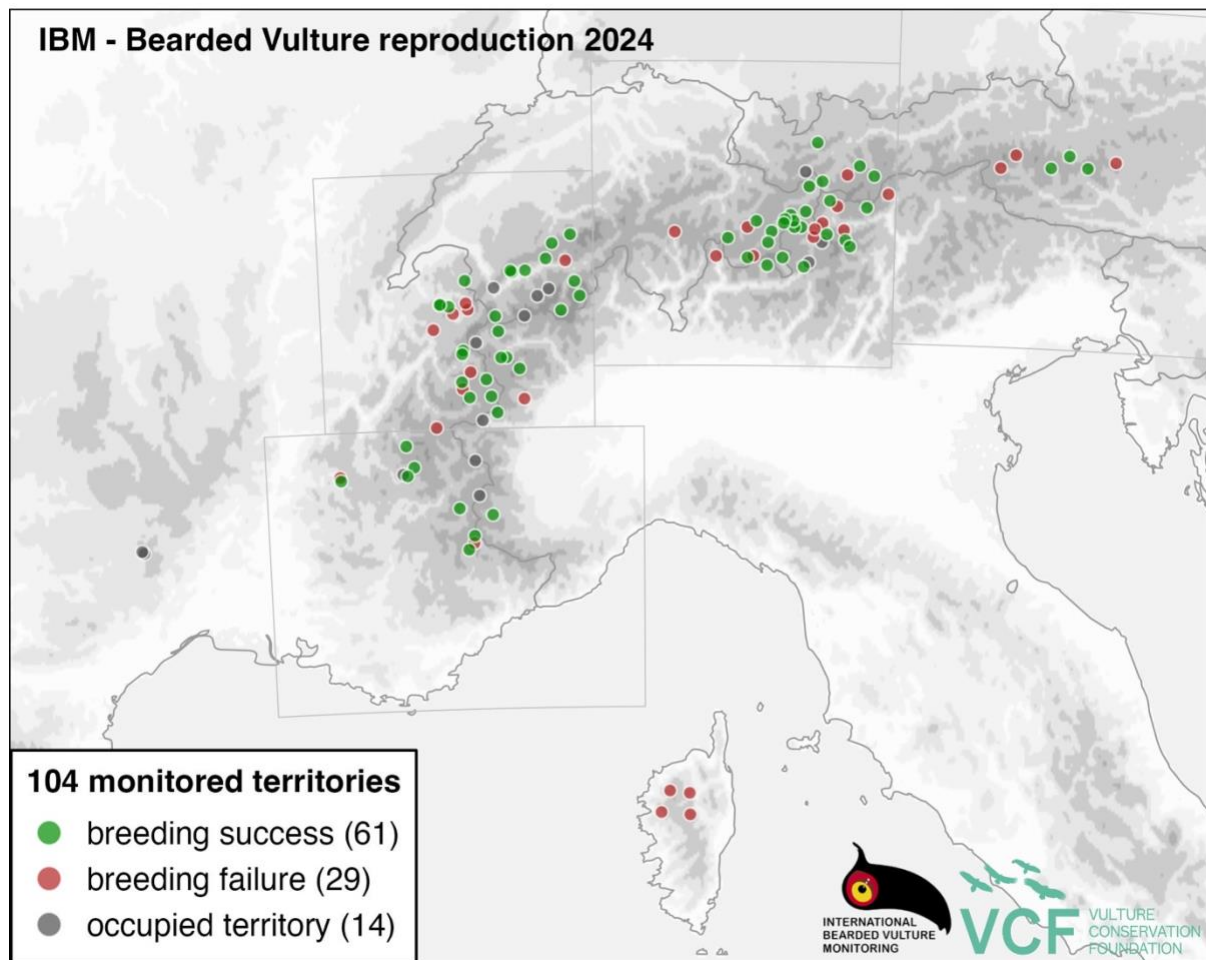 IBM - Bearded Vulture reproduction 2024
104 monitored territories
breeding success (61)
breeding failure (29)
occupied territory (14)
INTERNATIONAL
BEARDED VULTURE
MONITORING
VCF
VULTURE
CONSERVATION
FOUNDATION